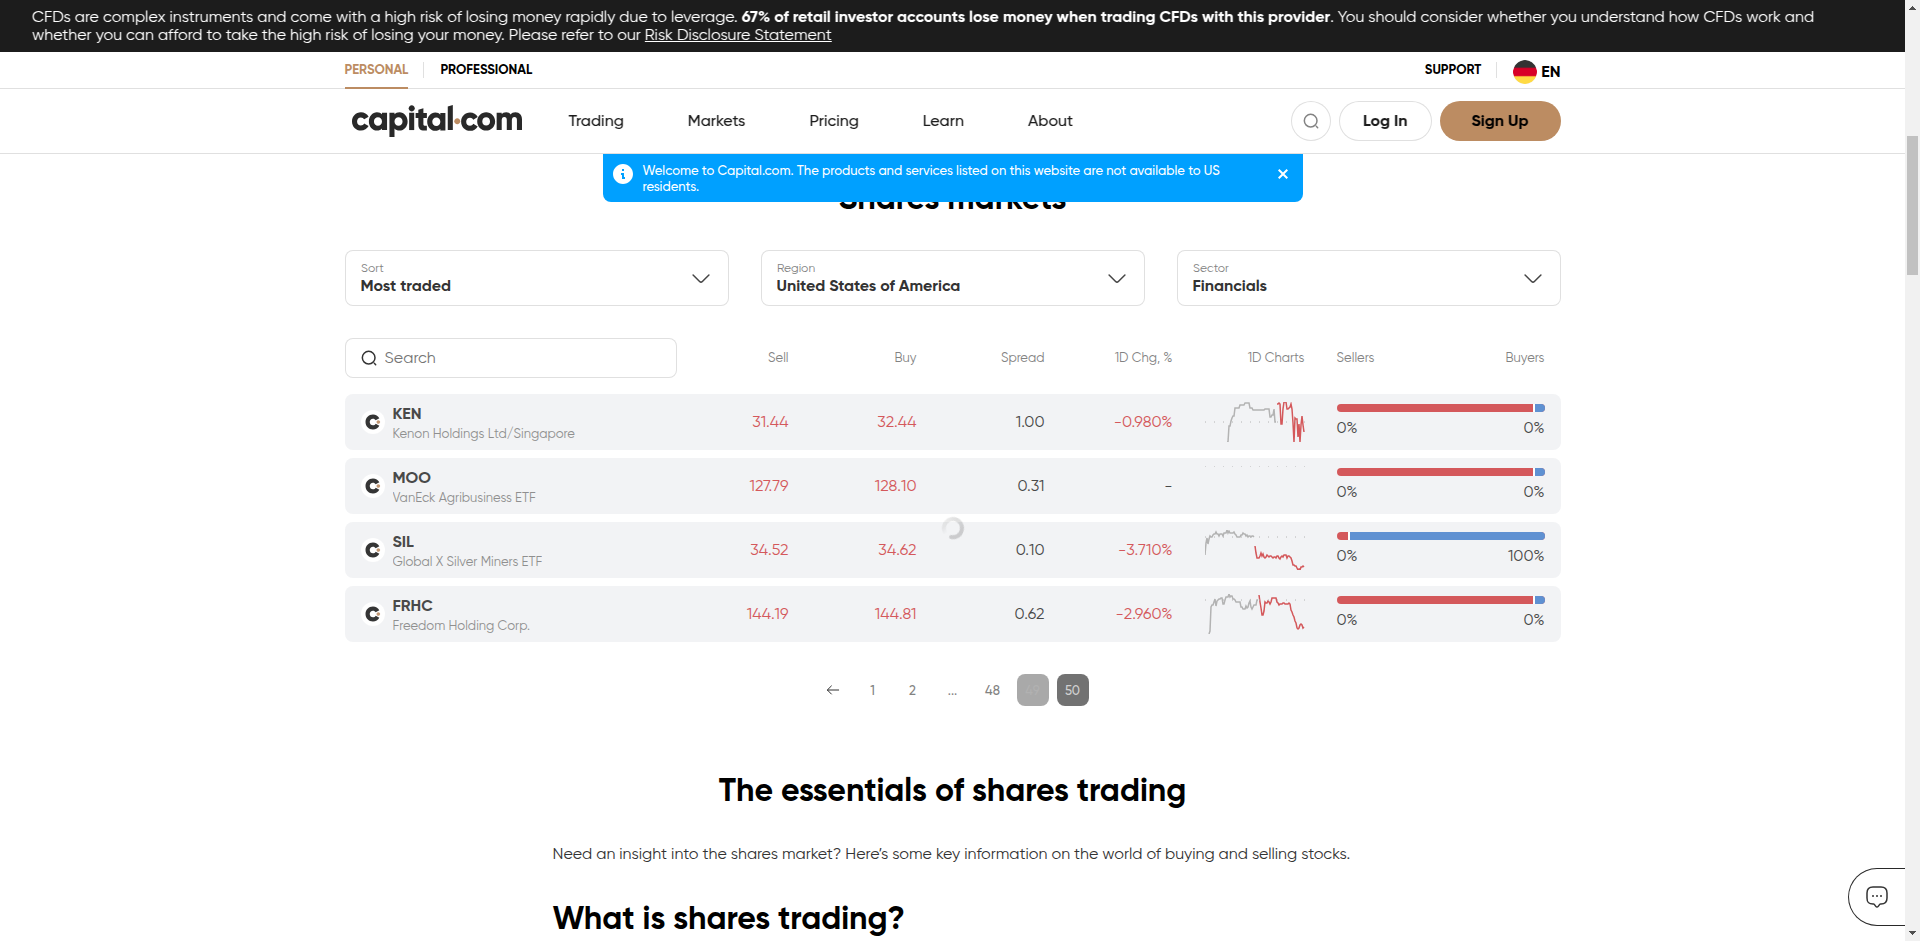 CFDs are complex instruments and come with a high risk of losing money rapidly due to leverage. 67% of retail investor accounts lose money when trading CFDs with this provider. You should consider whether you understand how CFDs work and
whether you can afford to take the high risk of losing your money. Please refer to our Risk Disclosure Statement
PERSONAL PROFESSIONAL SUPPORT EN
capital.com Trading Markets Pricing Learn About Log In Sign Up
Welcome to Capital.com. The products and services listed on this website are not available to US
residents.
Shares markets
Sort Region Sector
Most traded United States of America Financials
Search Sell Buy Spread 1D Chg, % 1D Charts Sellers Buyers
KEN 31.44 32.44 1.00 -0.980%
Kenon Holdings Ltd/Singapore 0% 0%
MOO 127.79 128.10 0.31 -
VanEck Agribusiness ETF 0% 0%
SIL 34.52 34.62 0.10 -3.710%
Global X Silver Miners ETF 0% 100%
FRHC 144.19 144.81 0.62 -2.960%
Freedom Holding Corp. 0% 0%
1 2 ... 48 50
The essentials of shares trading
Need an insight into the shares market? Here's some key information on the world of buying and selling stocks.
What is shares trading?